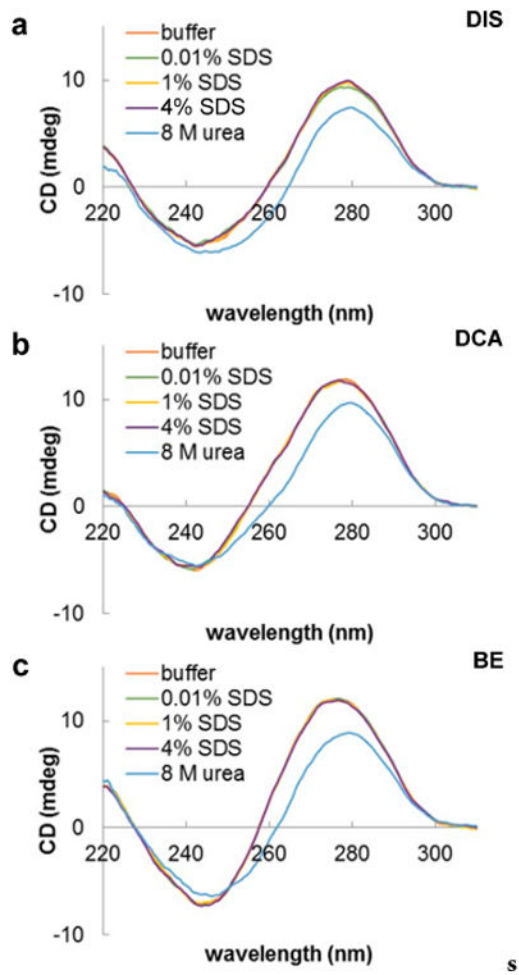 a
DIS
buffer
0.01% SDS
1% SDS
4% SDS
8 M urea
CD (mdeg)
10
0
-10
220 240 260 280 300
wavelength (nm)
b
DCA
buffer
0.01% SDS
1% SDS
4% SDS
8 M urea
CD (mdeg)
10
0
-10
220 240 260 280 300
wavelength (nm)
c
BE
buffer
0.01% SDS
1% SDS
4% SDS
8 M urea
CD (mdeg)
10
0
-10
220 240 260 280 300
wavelength (nm)
s